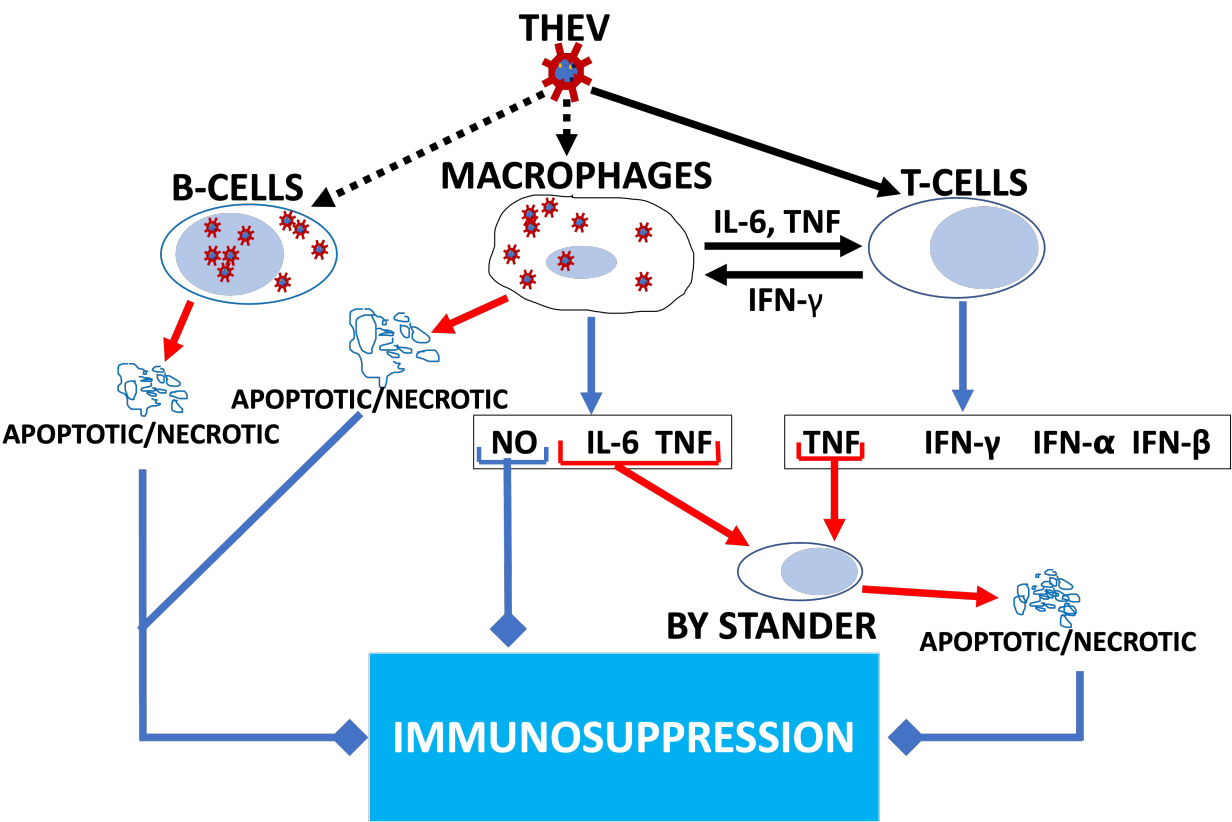 THEV
B-CELLS
MACROPHAGES
T-CELLS
IL-6, TNF
IFN-γ
APOPTOTIC/NECROTIC
APOPTOTIC/NECROTIC
NO IL-6 TNF
TNF IFN-γ IFN-α IFN-β
BY STANDER
APOPTOTIC/NECROTIC
IMMUNOSUPPRESSION